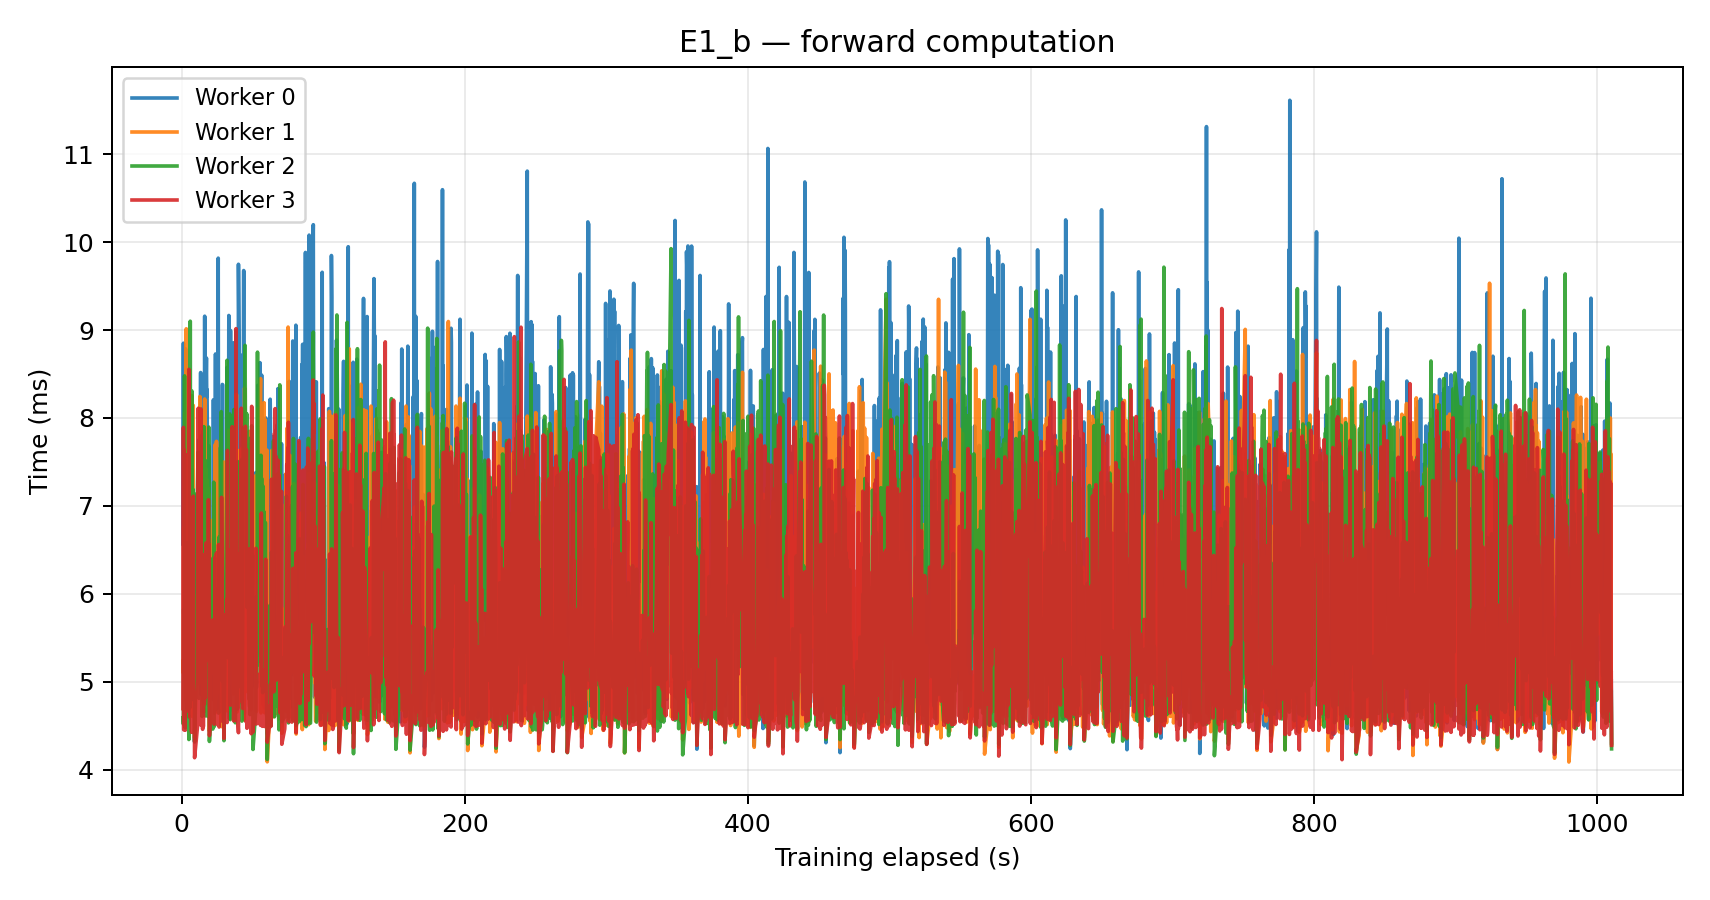 E1_b — forward computation
Worker 0
Worker 1
Worker 2
Worker 3
Time (ms)
11
10
9
8
7
6
5
4
0 200 400 600 800 1000
Training elapsed (s)